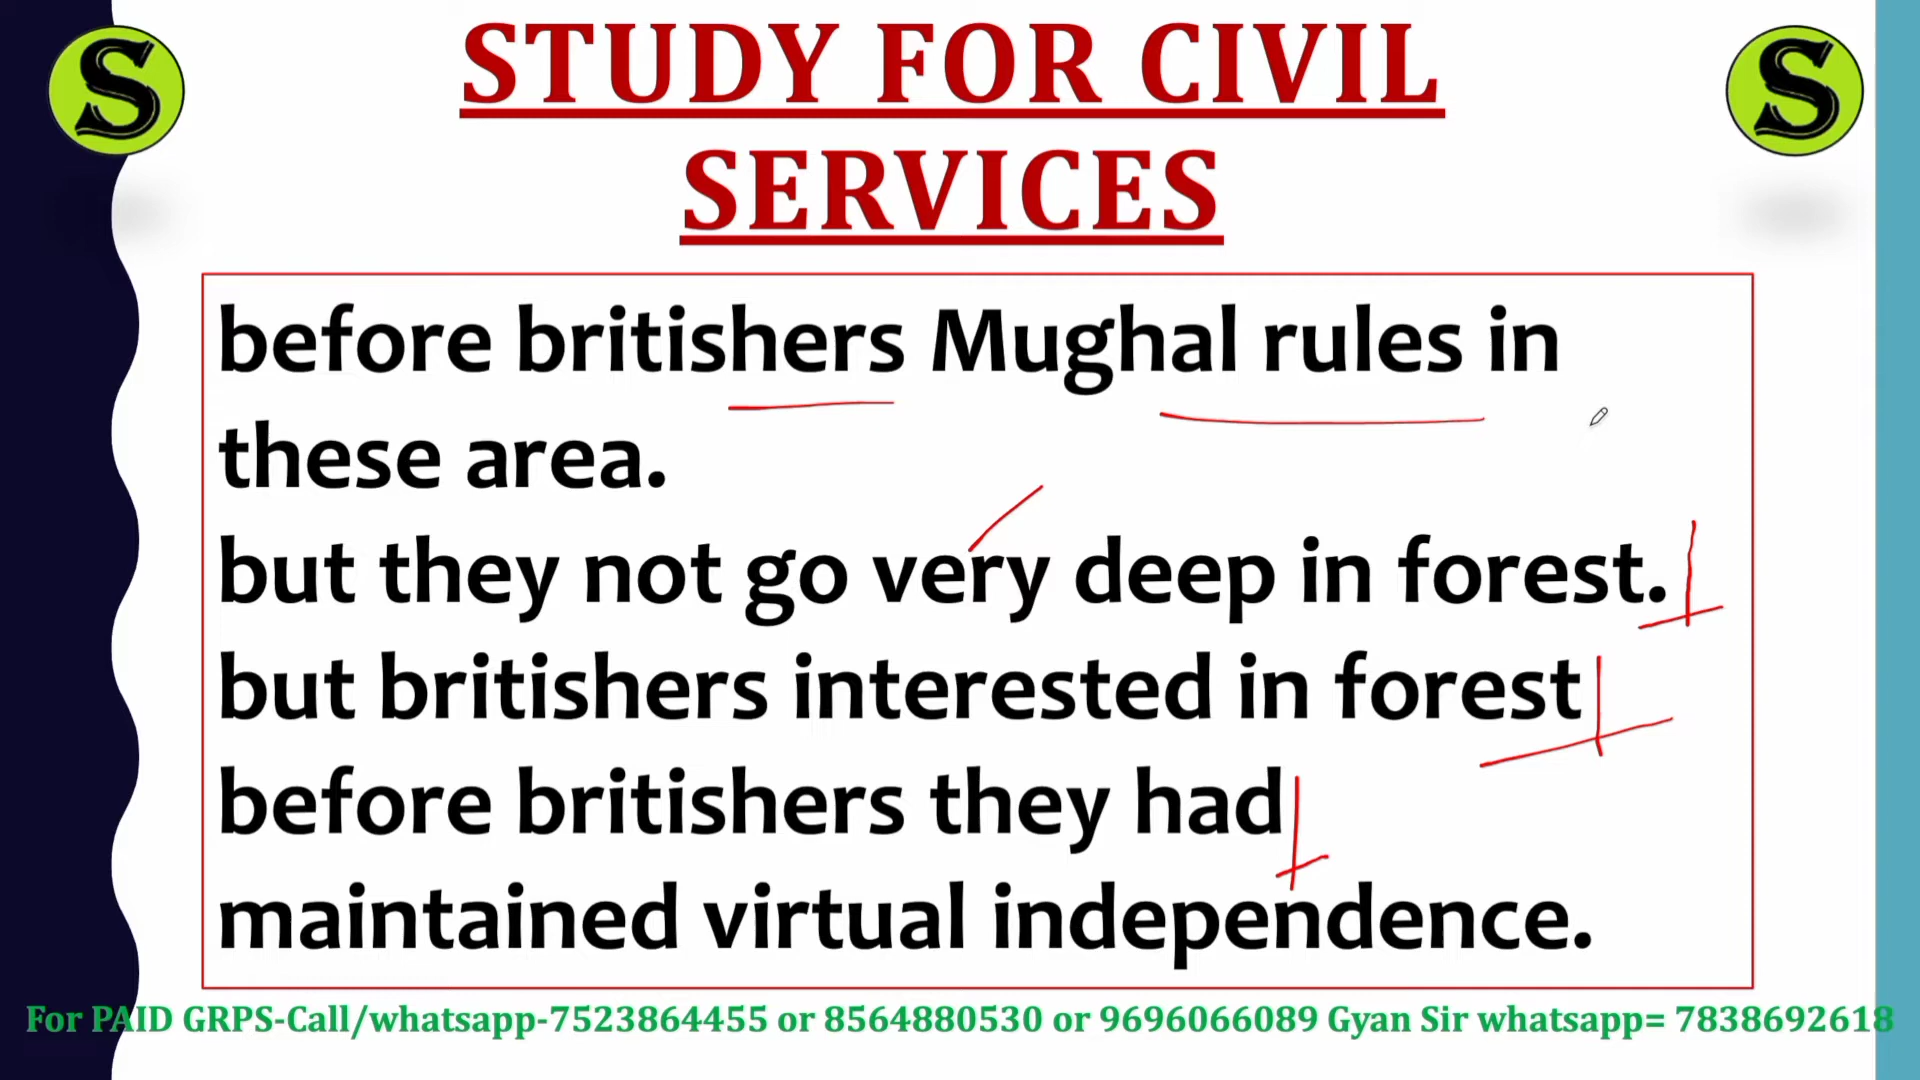 STUDY FOR CIVIL
SERVICES
S
S
before britishers Mughal rules in
these area.
but they not go very deep in forest.
but britishers interested in forest
before britishers they had
maintained virtual independence.
For PAID GRPS-Call/whatsapp-7523864455 or 8564880530 or 9696066089 Gyan Sir whatsapp= 7838692618